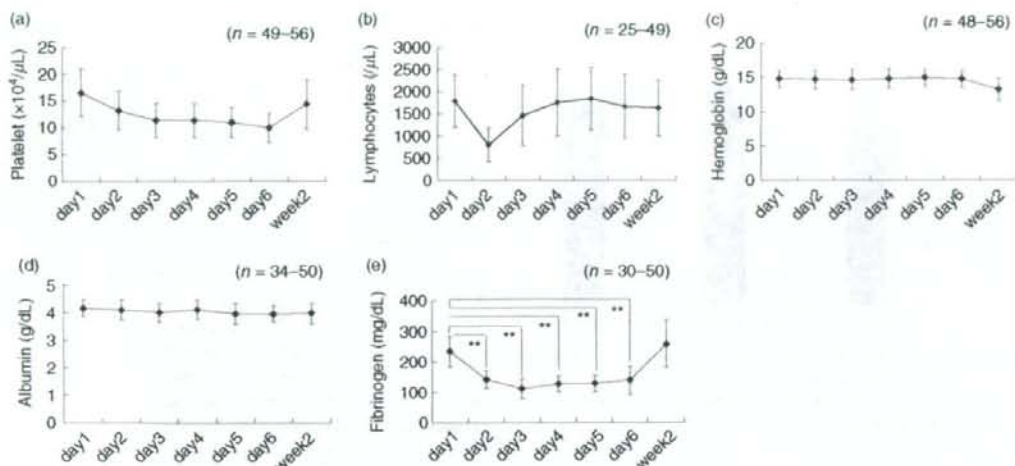 (a)
(n = 49–56)
Platelet (×10⁴/μL)
25
20
15
10
5
0
day1 day2 day3 day4 day5 day6 week2
(b)
(n = 25–49)
Lymphocytes (/μL)
3000
2500
2000
1500
1000
500
0
day1 day2 day3 day4 day5 day6 week2
(c)
(n = 48–56)
Hemoglobin (g/dL)
20
15
10
5
0
day1 day2 day3 day4 day5 day6 week2
(d)
(n = 34–50)
Albumin (g/dL)
5
4
4
3
2
1
1
0
day1 day2 day3 day4 day5 day6 week2
(e)
(n = 30–50)
Fibrinogen (mg/dL)
400
300
200
100
0
** ** ** ** **
day1 day2 day3 day4 day5 day6 week2